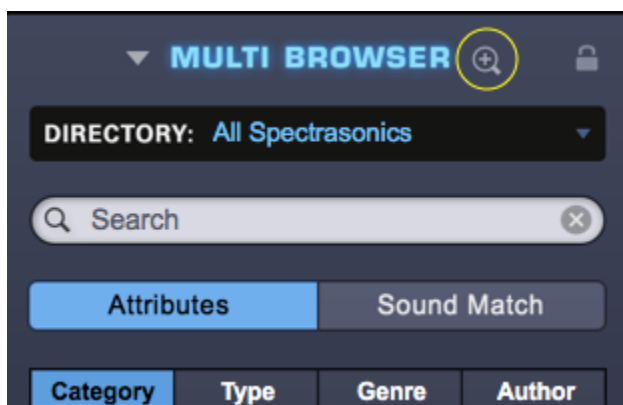 MULTI BROWSER
DIRECTORY: All Spectrasonics
Search
Attributes Sound Match
Category Type Genre Author